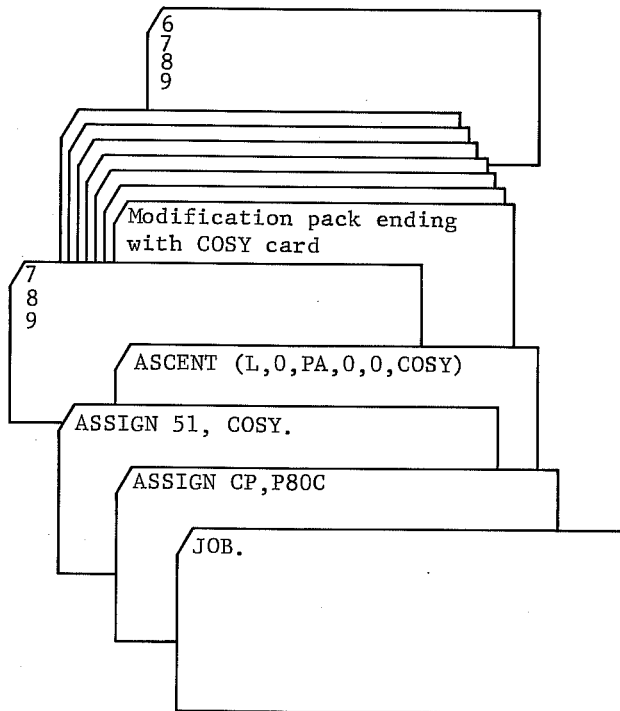 6
7
8
9
Modification pack ending
with COSY card
7
8
9
ASCENT (L,0,PA,0,0,COSY)
ASSIGN 51, COSY.
ASSIGN CP,P80C
JOB.